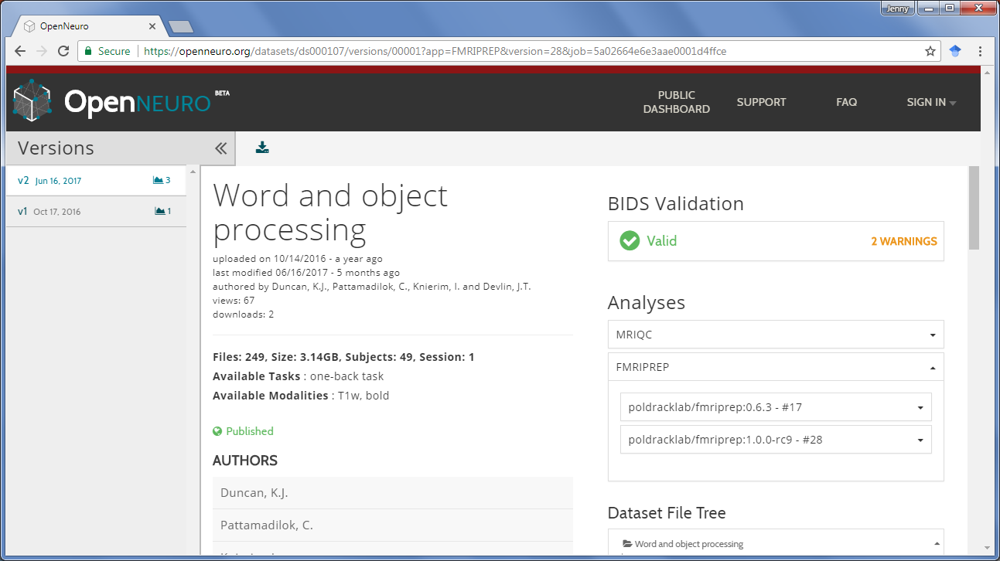 Jenny
OpenNeuro
Secure https://openneuro.org/datasets/ds000107/versions/00001?app=FMRIPREP&version=28&job=5a02664e6e3aae0001d4ffce
OpenNEURO BETA
PUBLIC DASHBOARD
SUPPORT
FAQ
SIGN IN
Versions
v2 Jun 16, 2017 3
v1 Oct 17, 2016 1
Word and object
processing
uploaded on 10/14/2016 - a year ago
last modified 06/16/2017 - 5 months ago
authored by Duncan, K.J., Pattamadilok, C., Knierim, I. and Devlin, J.T.
views: 67
downloads: 2
Files: 249, Size: 3.14GB, Subjects: 49, Session: 1
Available Tasks : one-back task
Available Modalities : T1w, bold
Published
AUTHORS
Duncan, K.J.
Pattamadilok, C.
BIDS Validation
Valid
2 WARNINGS
Analyses
MRIQC
FMRIPREP
poldracklab/fmriprep:0.6.3 - #17
poldracklab/fmriprep:1.0.0-rc9 - #28
Dataset File Tree
Word and object processing